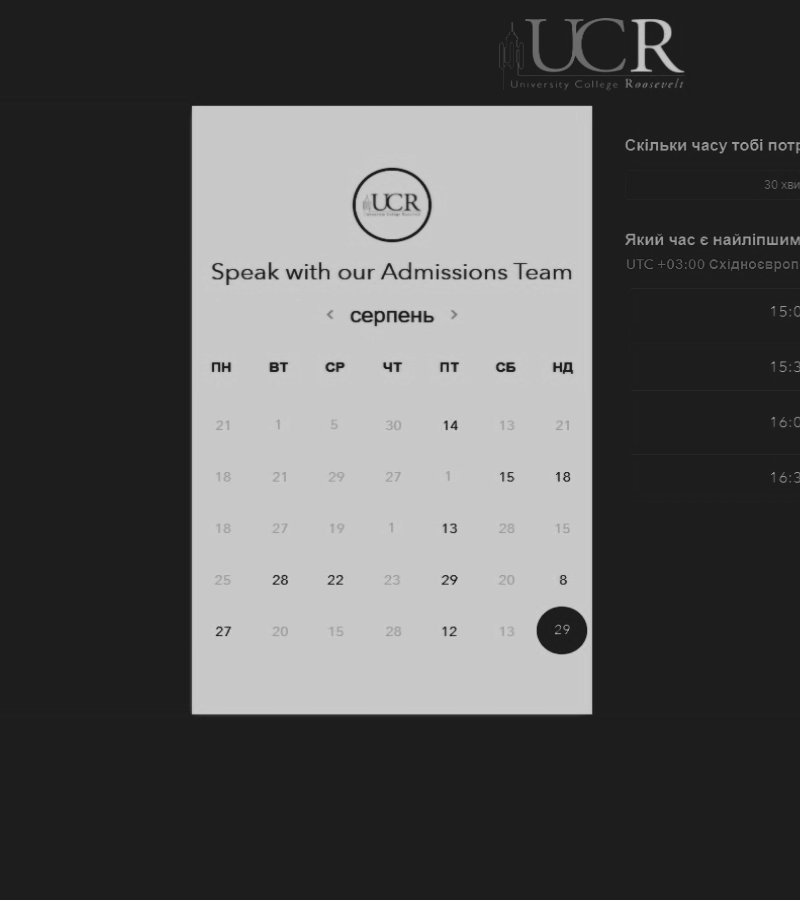 UCR
University College Roosevelt
UCR
University College Roosevelt
Speak with our Admissions Team
< серпень >
ПН ВТ СР ЧТ ПТ СБ НД
21 1 5 30 14 13 21
18 21 29 27 1 15 18
18 27 19 1 13 28 15
25 28 22 23 29 20 8
27 20 15 28 12 13 29
Скільки часу тобі потр
30 хви
Який час є найліпшим
UTC +03:00 Східноєвроп
15:0
15:3
16:0
16:3